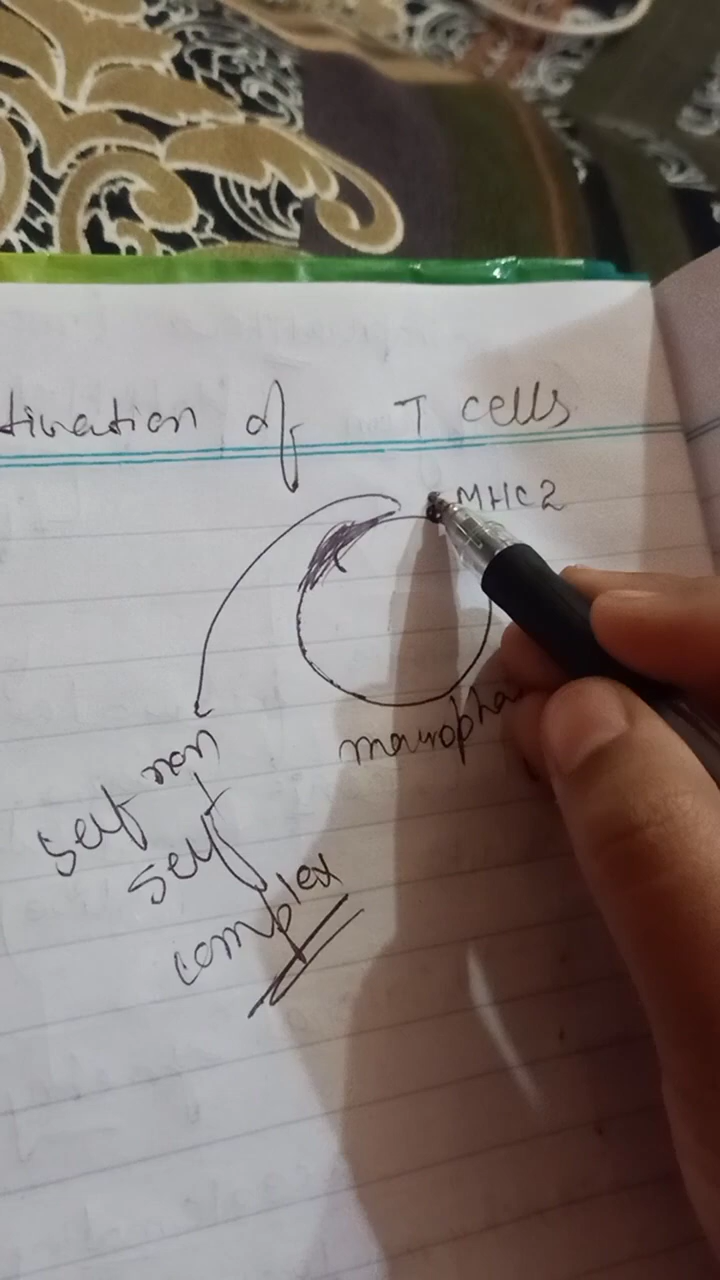 tivation of T cells
MHC2
macropha
self non
self
complex